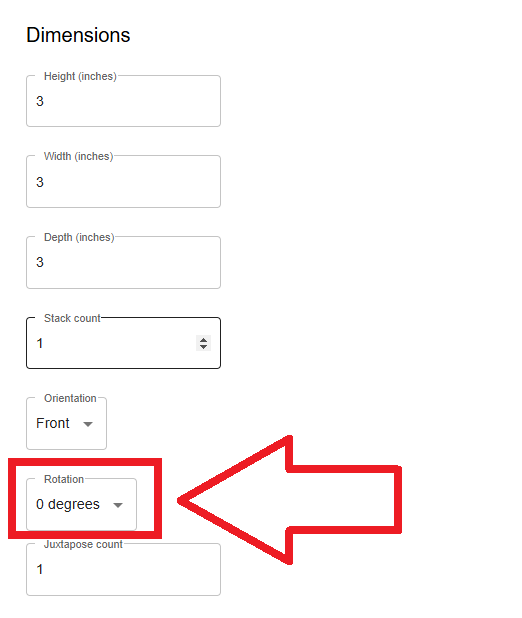 Dimensions
Height (inches)
3
Width (inches)
3
Depth (inches)
3
Stack count
1
Orientation
Front
Rotation
0 degrees
Juxtapose count
1